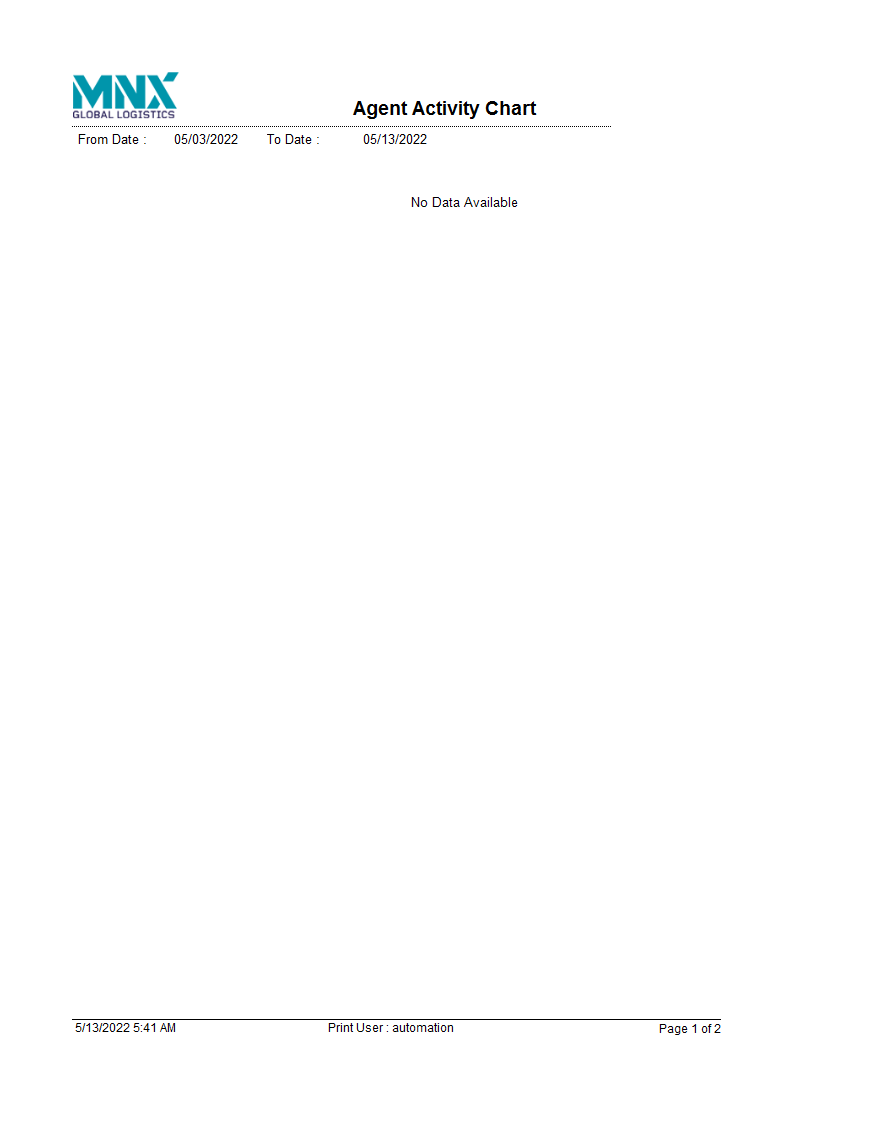 MNX
GLOBAL LOGISTICS
Agent Activity Chart
From Date : 05/03/2022 To Date : 05/13/2022
No Data Available
5/13/2022 5:41 AM Print User : automation Page 1 of 2